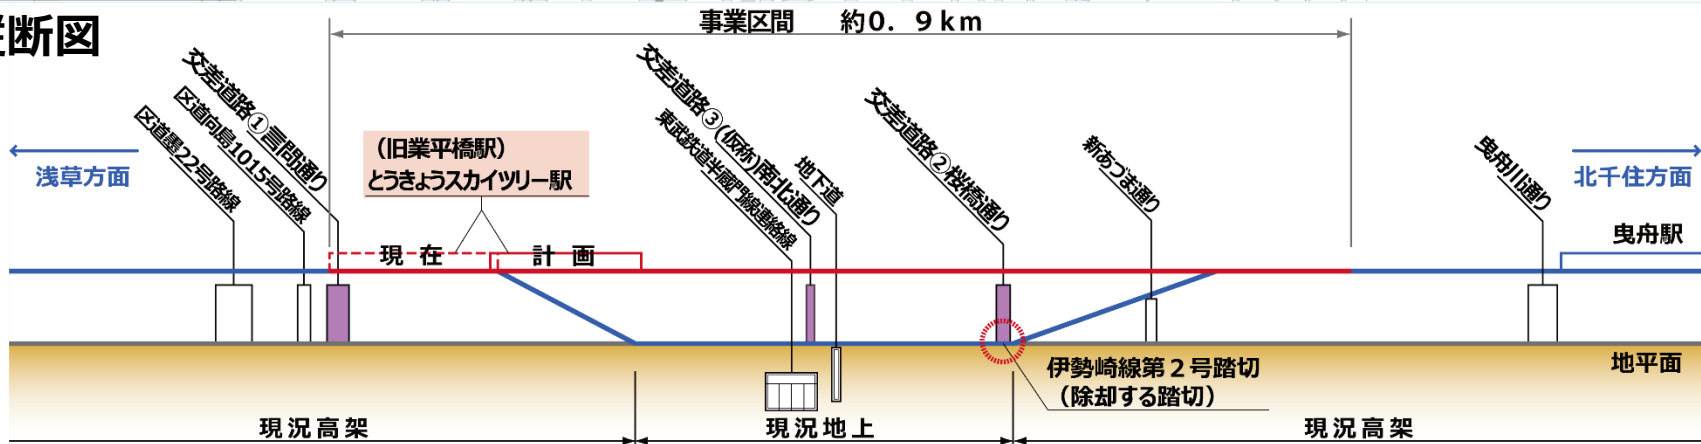 断図
事業区間　約0. 9km
交差道路①言問通り
区道向島1015号路線
区道墨22号路線
(旧業平橋駅)
とうきょうスカイツリー駅
交差道路③(仮称)南北通り
東武鉄道半蔵門線連絡線
地下道
交差道路②桜橋通り
新あづま通り
曳舟川通り
浅草方面
北千住方面
曳舟駅
現在
計画
伊勢崎線第2号踏切
(除却する踏切)
地平面
現況高架
現況地上
現況高架